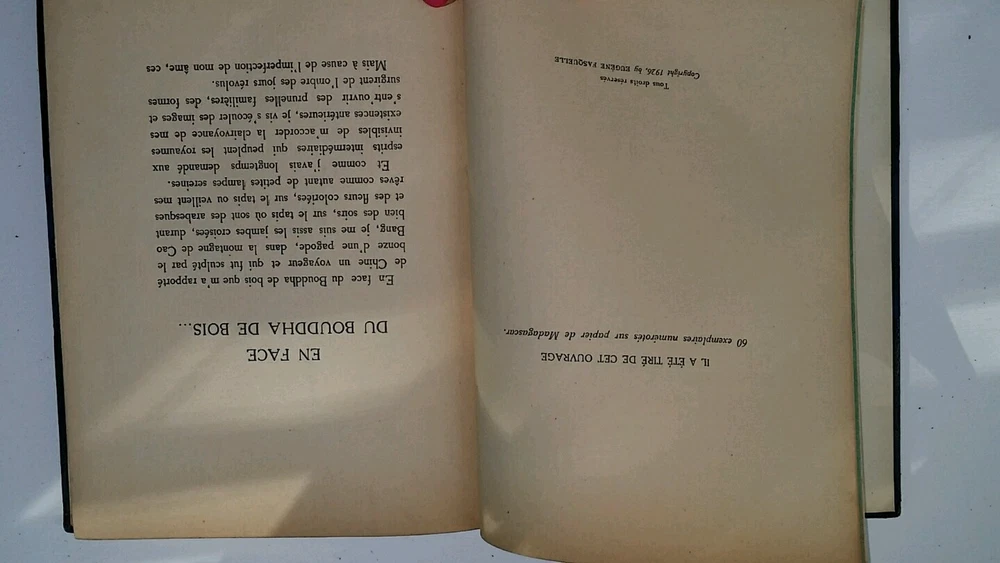 IL A ÉTÉ TIRÉ DE CET OUVRAGE
60 exemplaires numérotés sur papier de Madagascar.
Tous droits réservés
Copyright 1926, by EUGÈNE FASQUELLE
EN FACE
DU BOUDDHA DE BOIS...
En face du Bouddha de bois que m'a rapporté
de Chine un voyageur et qui fut sculpté par le
bonze d'une pagode, dans la montagne de Cao
Bang, je me suis assis les jambes croisées, durant
bien des soirs, sur le tapis où sont des arabesques
et des fleurs coloriées, sur le tapis ou veillent mes
rêves comme autant de petites lampes sereines.
Et comme j'avais longtemps demandé aux
esprits intermédiaires qui peuplent les royaumes
invisibles de m'accorder la clairvoyance de mes
existences antérieures, je vis s'écouler des images et
s'entr'ouvrir des prunelles familières, des formes
surgirent de l'ombre des jours révolus.
Mais à cause de l'imperfection de mon âme, ces